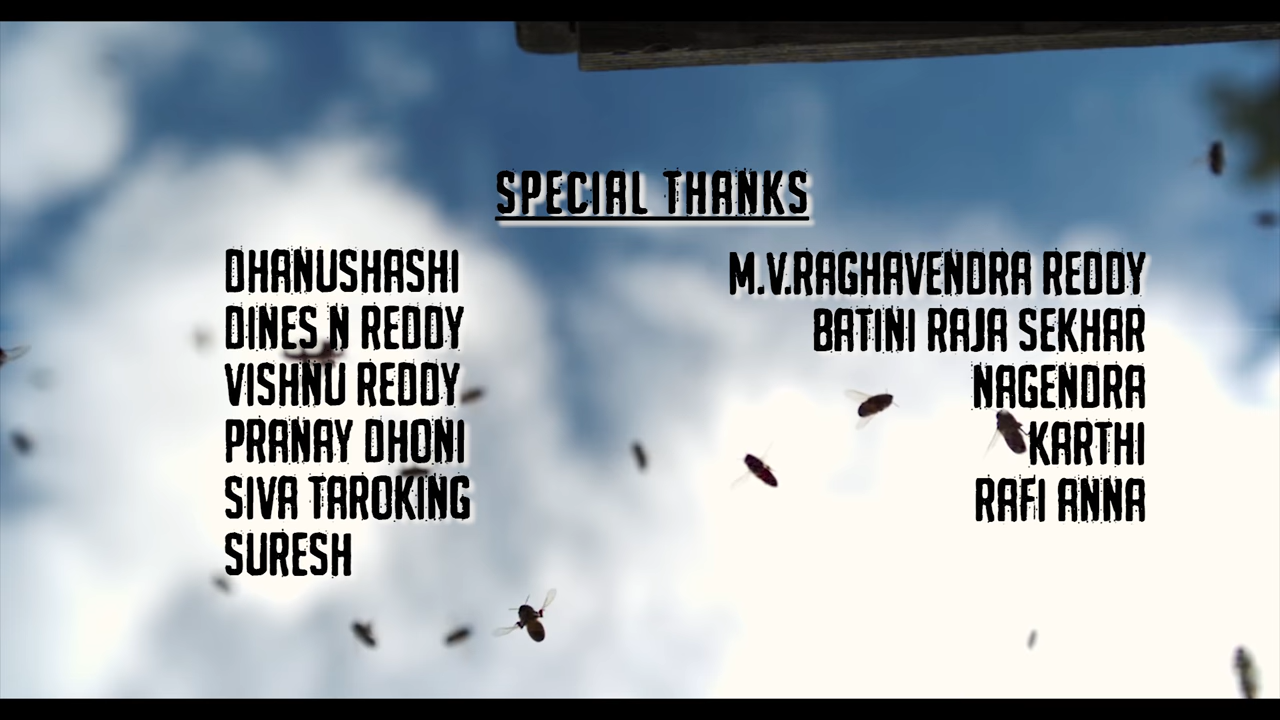 SPECIAL THANKS
DHANUSHASHI
DINES N REDDY
VISHNU REDDY
PRANAY DHONI
SIVA TAROKING
SURESH
M.V.RAGHAVENDRA REDDY
BATINI RAJA SEKHAR
NAGENDRA
KARTHI
RAFI ANNA